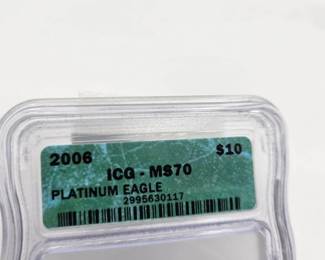 2006 $10
ICG - MS70
PLATINUM EAGLE
2995630117